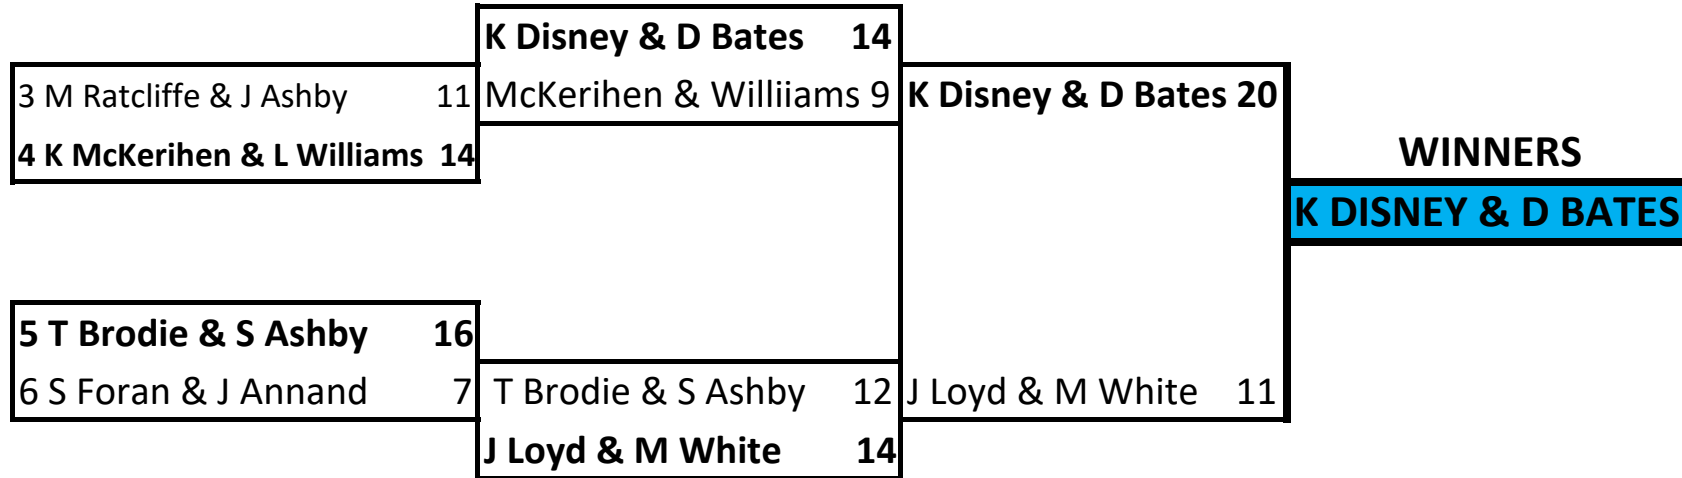 K Disney & D Bates 14
3 M Ratcliffe & J Ashby 11
McKerihen & Williiams 9
K Disney & D Bates 20
4 K McKerihen & L Williams 14
WINNERS
K DISNEY & D BATES
5 T Brodie & S Ashby 16
6 S Foran & J Annand 7
T Brodie & S Ashby 12
J Loyd & M White 11
J Loyd & M White 14